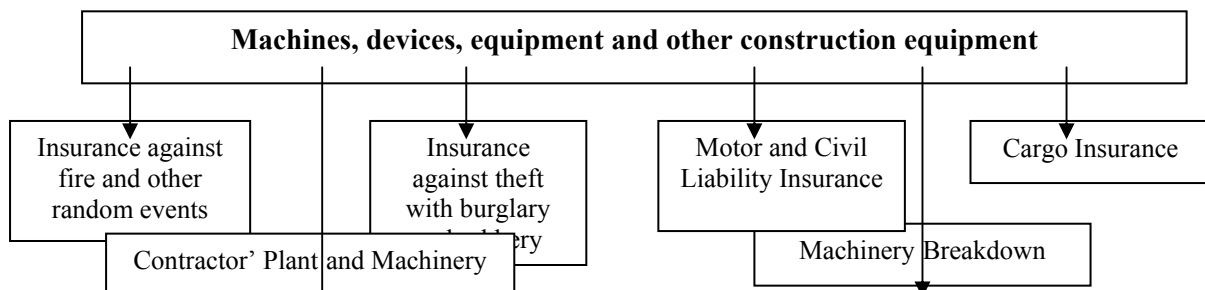 Machines, devices, equipment and other construction equipment
Insurance against
fire and other
random events
Insurance
against theft
with burglary
Motor and Civil
Liability Insurance
Cargo Insurance
Contractor’ Plant and Machinery
Machinery Breakdown